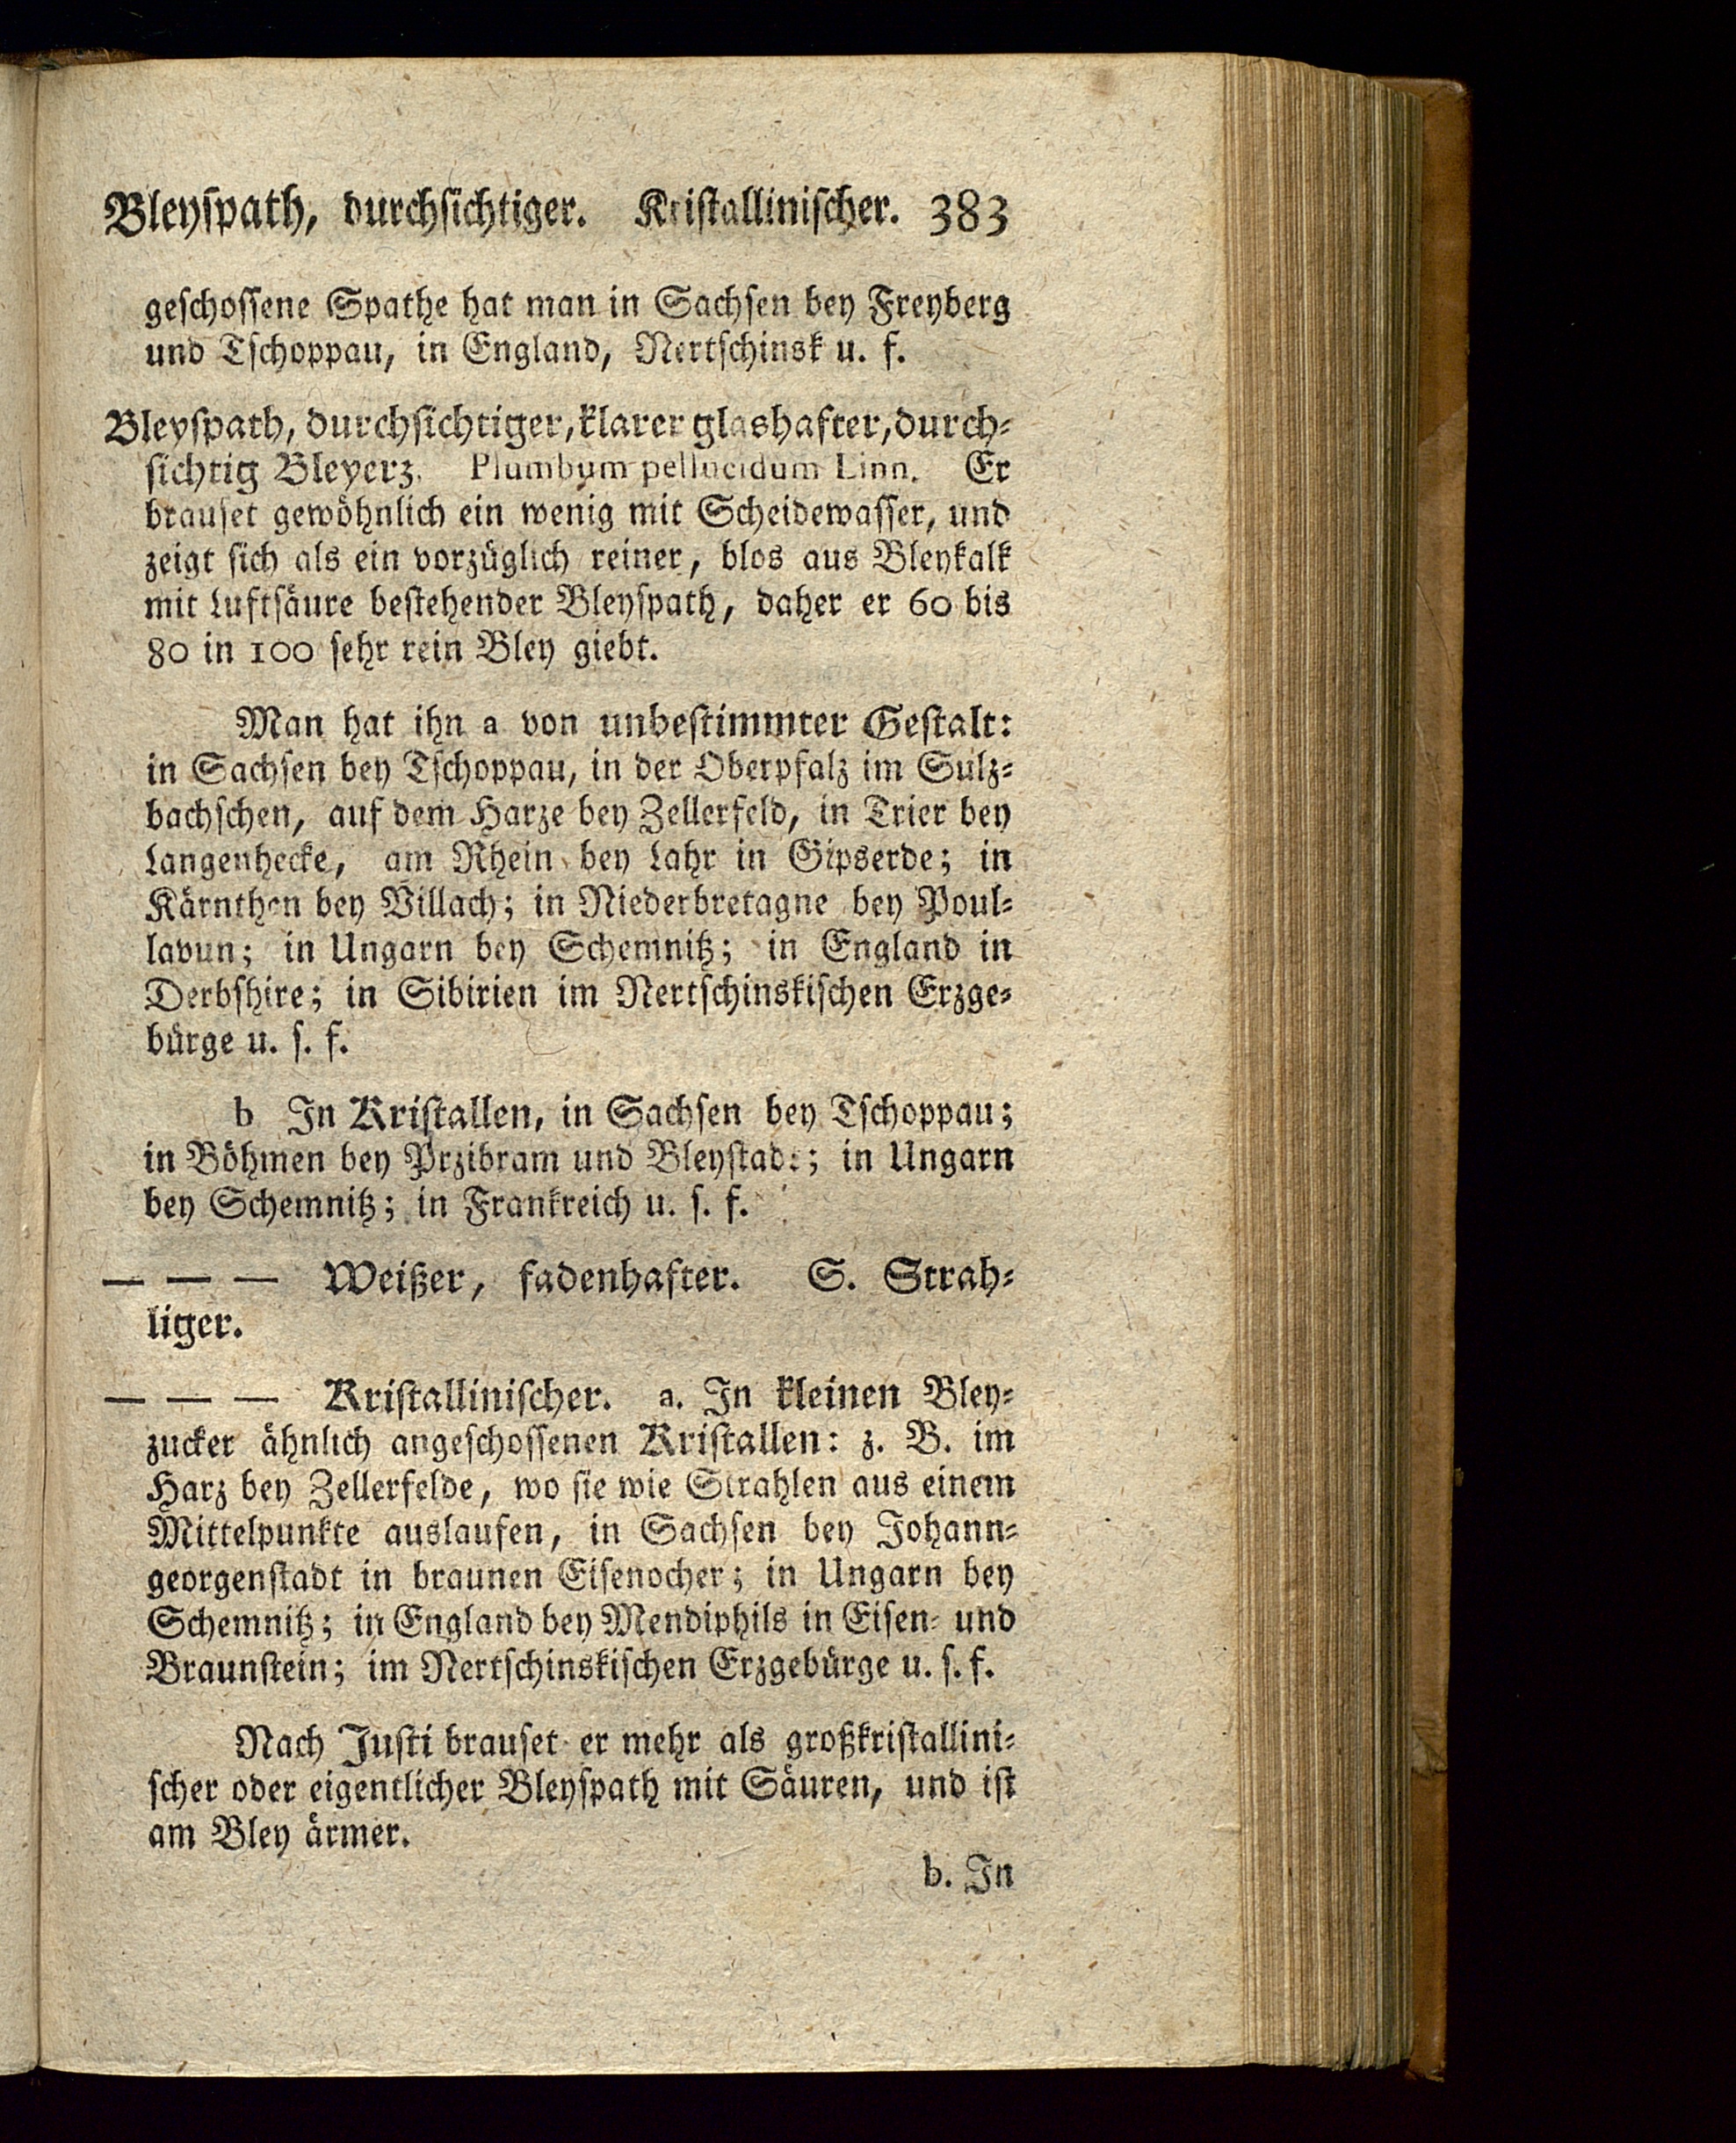 Bleyspath, durchsichtiger. Kristallinischer. 383
geschossene Spathe hat man in Sachsen bey Freyberg
und Tschoppau, in England, Nertschinsk u. f.
Bleyspath, durchsichtiger, klarer glashafter, durch-
sichtig Bleyerz. Plumbum pellucidum Linn. Er
brauset gewöhnlich ein wenig mit Scheidewasser, und
zeigt sich als ein vorzüglich reiner, blos aus Bleykalk
mit Luftsäure bestehender Bleyspath, daher er 60 bis
80 in 100 sehr rein Bley giebt.
Man hat ihn a von unbestimmter Gestalt:
in Sachsen bey Tschoppau, in der Oberpfalz im Sulz-
bachschen, auf dem Harze bey Zellerfeld, in Trier bey
Langenhecke, am Rhein bey Lahr in Gipserde; in
Kärnthen bey Villach; in Niederbretagne bey Poul-
lavun; in Ungarn bey Schemnitz; in England in
Derbshire; in Sibirien im Nertschinskischen Erzge-
bürge u. s. f.
b In Kristallen, in Sachsen bey Tschoppau;
in Böhmen bey Przibram und Bleystadt; in Ungarn
bey Schemnitz; in Frankreich u. s. f.
— — — Weißer, fadenhafter. S. Strah-
liger.
— — — Kristallinischer. a. In kleinen Bley-
zucker ähnlich angeschossenen Kristallen: z. B. im
Harz bey Zellerfelde, wo sie wie Strahlen aus einem
Mittelpunkte auslaufen, in Sachsen bey Johann-
georgenstadt in braunen Eisenocher; in Ungarn bey
Schemnitz; in England bey Mendiphils in Eisen- und
Braunstein; im Nertschinskischen Erzgebürge u. s. f.
Nach Justi brauset er mehr als großkristallini-
scher oder eigentlicher Bleyspath mit Säuren, und ist
am Bley ärmer.
b. In